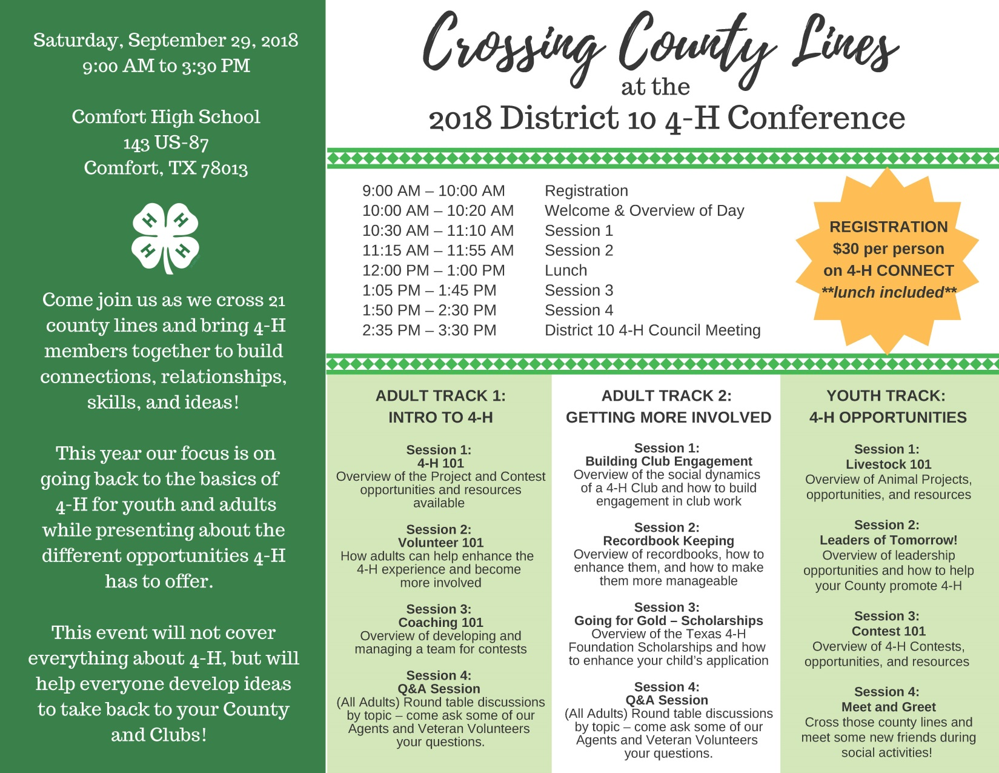 Saturday, September 29, 2018
9:00 AM to 3:30 PM
Comfort High School
143 US-87
Comfort, TX 78013
H H
H H
Come join us as we cross 21
county lines and bring 4-H
members together to build
connections, relationships,
skills, and ideas!
This year our focus is on
going back to the basics of
4-H for youth and adults
while presenting about the
different opportunities 4-H
has to offer.
This event will not cover
everything about 4-H, but will
help everyone develop ideas
to take back to your County
and Clubs!
Crossing County Lines
at the
2018 District 10 4-H Conference
9:00 AM – 10:00 AM Registration
10:00 AM – 10:20 AM Welcome & Overview of Day
10:30 AM – 11:10 AM Session 1
11:15 AM – 11:55 AM Session 2
12:00 PM – 1:00 PM Lunch
1:05 PM – 1:45 PM Session 3
1:50 PM – 2:30 PM Session 4
2:35 PM – 3:30 PM District 10 4-H Council Meeting
REGISTRATION
$30 per person
on 4-H CONNECT
**lunch included**
ADULT TRACK 1:
INTRO TO 4-H
Session 1:
4-H 101
Overview of the Project and Contest
opportunities and resources
available
Session 2:
Volunteer 101
How adults can help enhance the
4-H experience and become
more involved
Session 3:
Coaching 101
Overview of developing and
managing a team for contests
Session 4:
Q&A Session
(All Adults) Round table discussions
by topic – come ask some of our
Agents and Veteran Volunteers
your questions.
ADULT TRACK 2:
GETTING MORE INVOLVED
Session 1:
Building Club Engagement
Overview of the social dynamics
of a 4-H Club and how to build
engagement in club work
Session 2:
Recordbook Keeping
Overview of recordbooks, how to
enhance them, and how to make
them more manageable
Session 3:
Going for Gold – Scholarships
Overview of the Texas 4-H
Foundation Scholarships and how
to enhance your child’s application
Session 4:
Q&A Session
(All Adults) Round table discussions
by topic – come ask some of our
Agents and Veteran Volunteers
your questions.
YOUTH TRACK:
4-H OPPORTUNITIES
Session 1:
Livestock 101
Overview of Animal Projects,
opportunities, and resources
Session 2:
Leaders of Tomorrow!
Overview of leadership
opportunities and how to help
your County promote 4-H
Session 3:
Contest 101
Overview of 4-H Contests,
opportunities, and resources
Session 4:
Meet and Greet
Cross those county lines and
meet some new friends during
social activities!